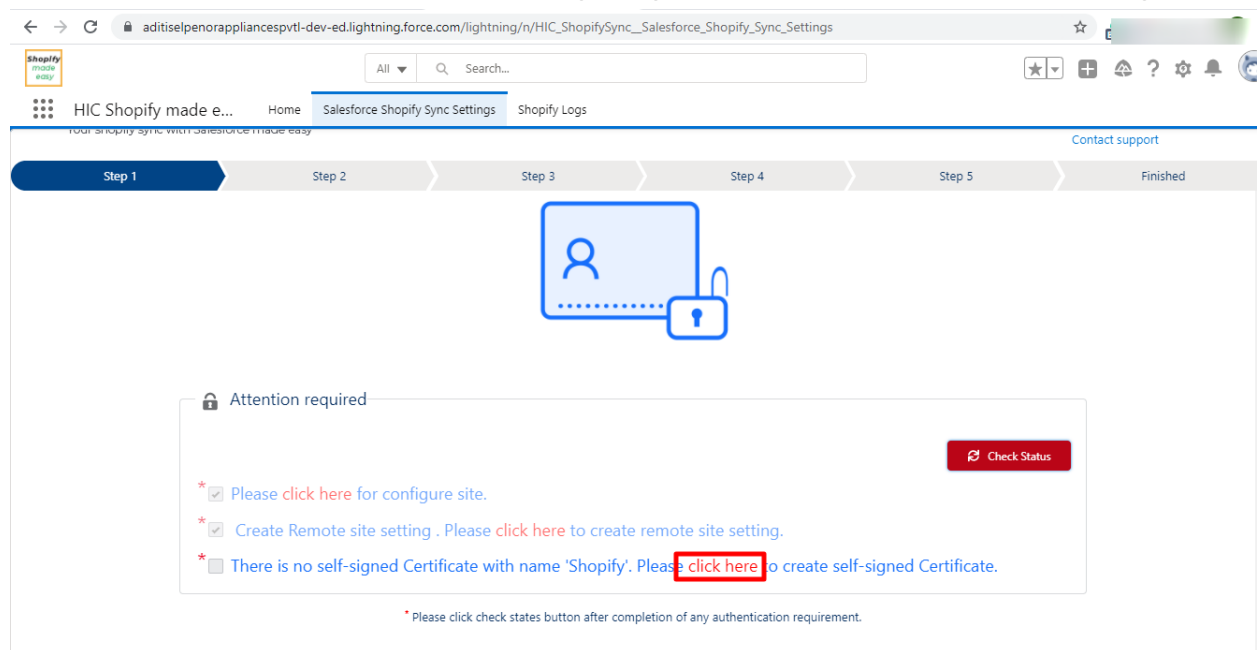 aditiselpenorappliancespvtl-dev-ed.lightning.force.com/lightning/n/HIC_ShopifySync__Salesforce_Shopify_Sync_Settings
Shopify
made
easy
All
Search...
HIC Shopify made e...
Home
Salesforce Shopify Sync Settings
Shopify Logs
Your shopify sync with Salesforce made easy
Contact support
Step 1
Step 2
Step 3
Step 4
Step 5
Finished
Attention required
Check Status
* Please click here for configure site.
* Create Remote site setting . Please click here to create remote site setting.
* There is no self-signed Certificate with name 'Shopify'. Please click here to create self-signed Certificate.
* Please click check states button after completion of any authentication requirement.